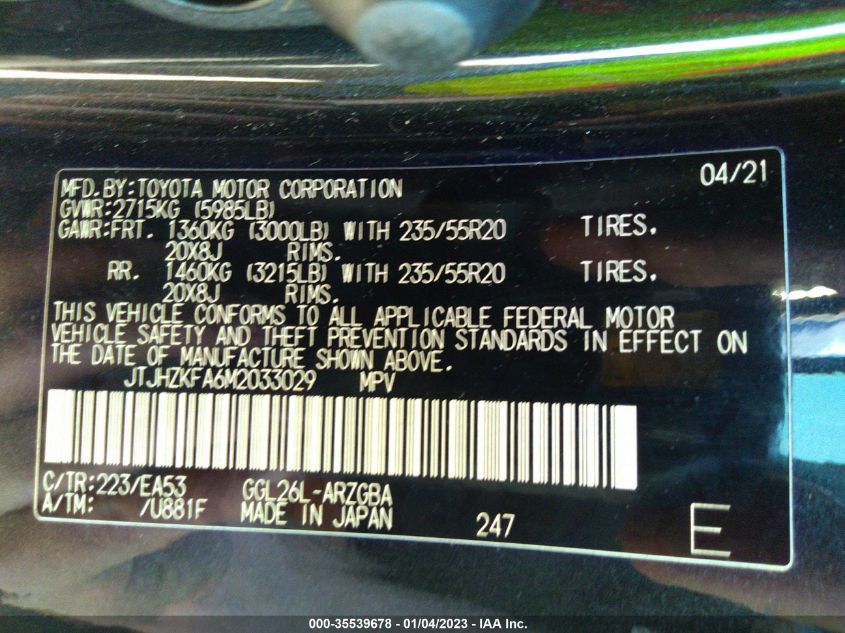 04/21
MFD.BY:TOYOTA MOTOR CORPORATION
GVWR:2715KG (5985LB)
GAWR:FRT. 1360KG (3000LB) WITH 235/55R20 TIRES.
20X8J RIMS.
RR. 1460KG (3215LB) WITH 235/55R20 TIRES.
20X8J RIMS.
THIS VEHICLE CONFORMS TO ALL APPLICABLE FEDERAL MOTOR
VEHICLE SAFETY AND THEFT PREVENTION STANDARDS IN EFFECT ON
THE DATE OF MANUFACTURE SHOWN ABOVE.
JTJHZKFA6M2033029 MPV
C/TR:223/EA53 GGL26L-ARZGBA
A/TM: /U881F MADE IN JAPAN 247 E
000-35539678 - 01/04/2023 - IAA Inc.